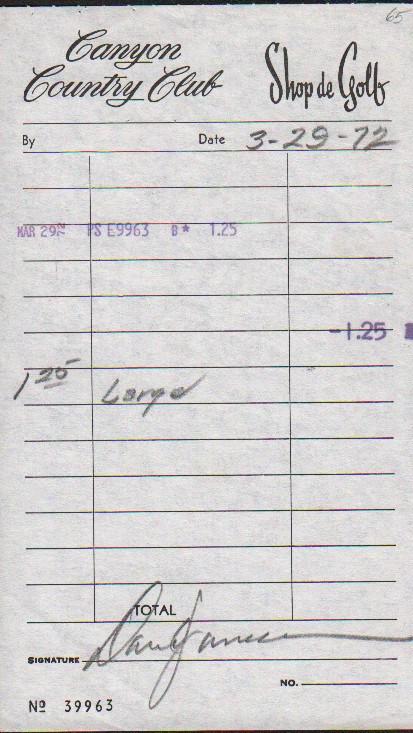 65
Canyon
Country Club
Shop de Golf
By
Date 3-29-72
MAR 29 72 PS E9963 B* 1.25
-1.25
1 25 Large
TOTAL
SIGNATURE
NO.
Nº 39963